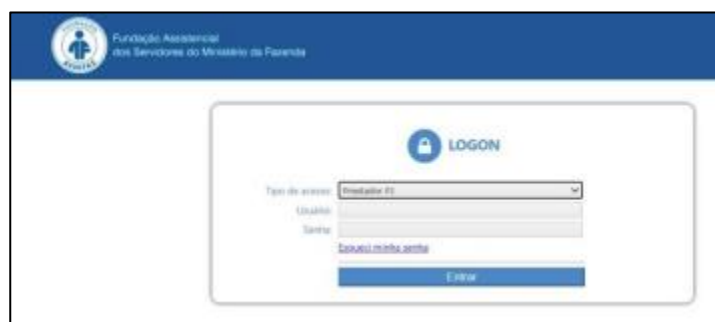 Fundação Assistencial
dos Servidores do Ministério da Fazenda
LOGON
Tipo de acesso
Usuário
Senha
Esqueci minha senha
Entrar